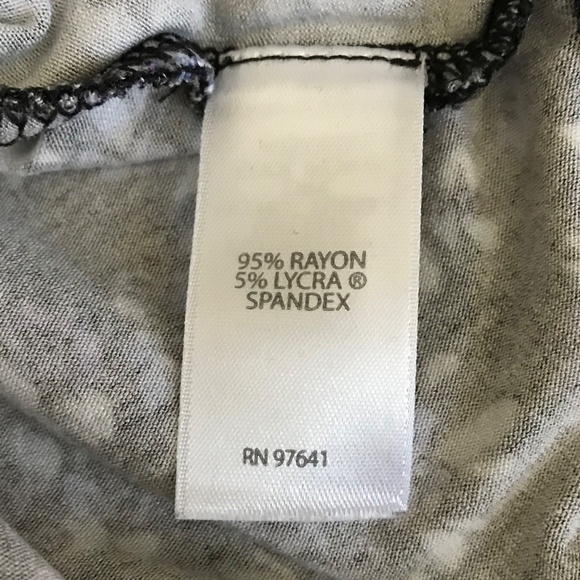 95% RAYON
5% LYCRA ®
SPANDEX
RN 97641